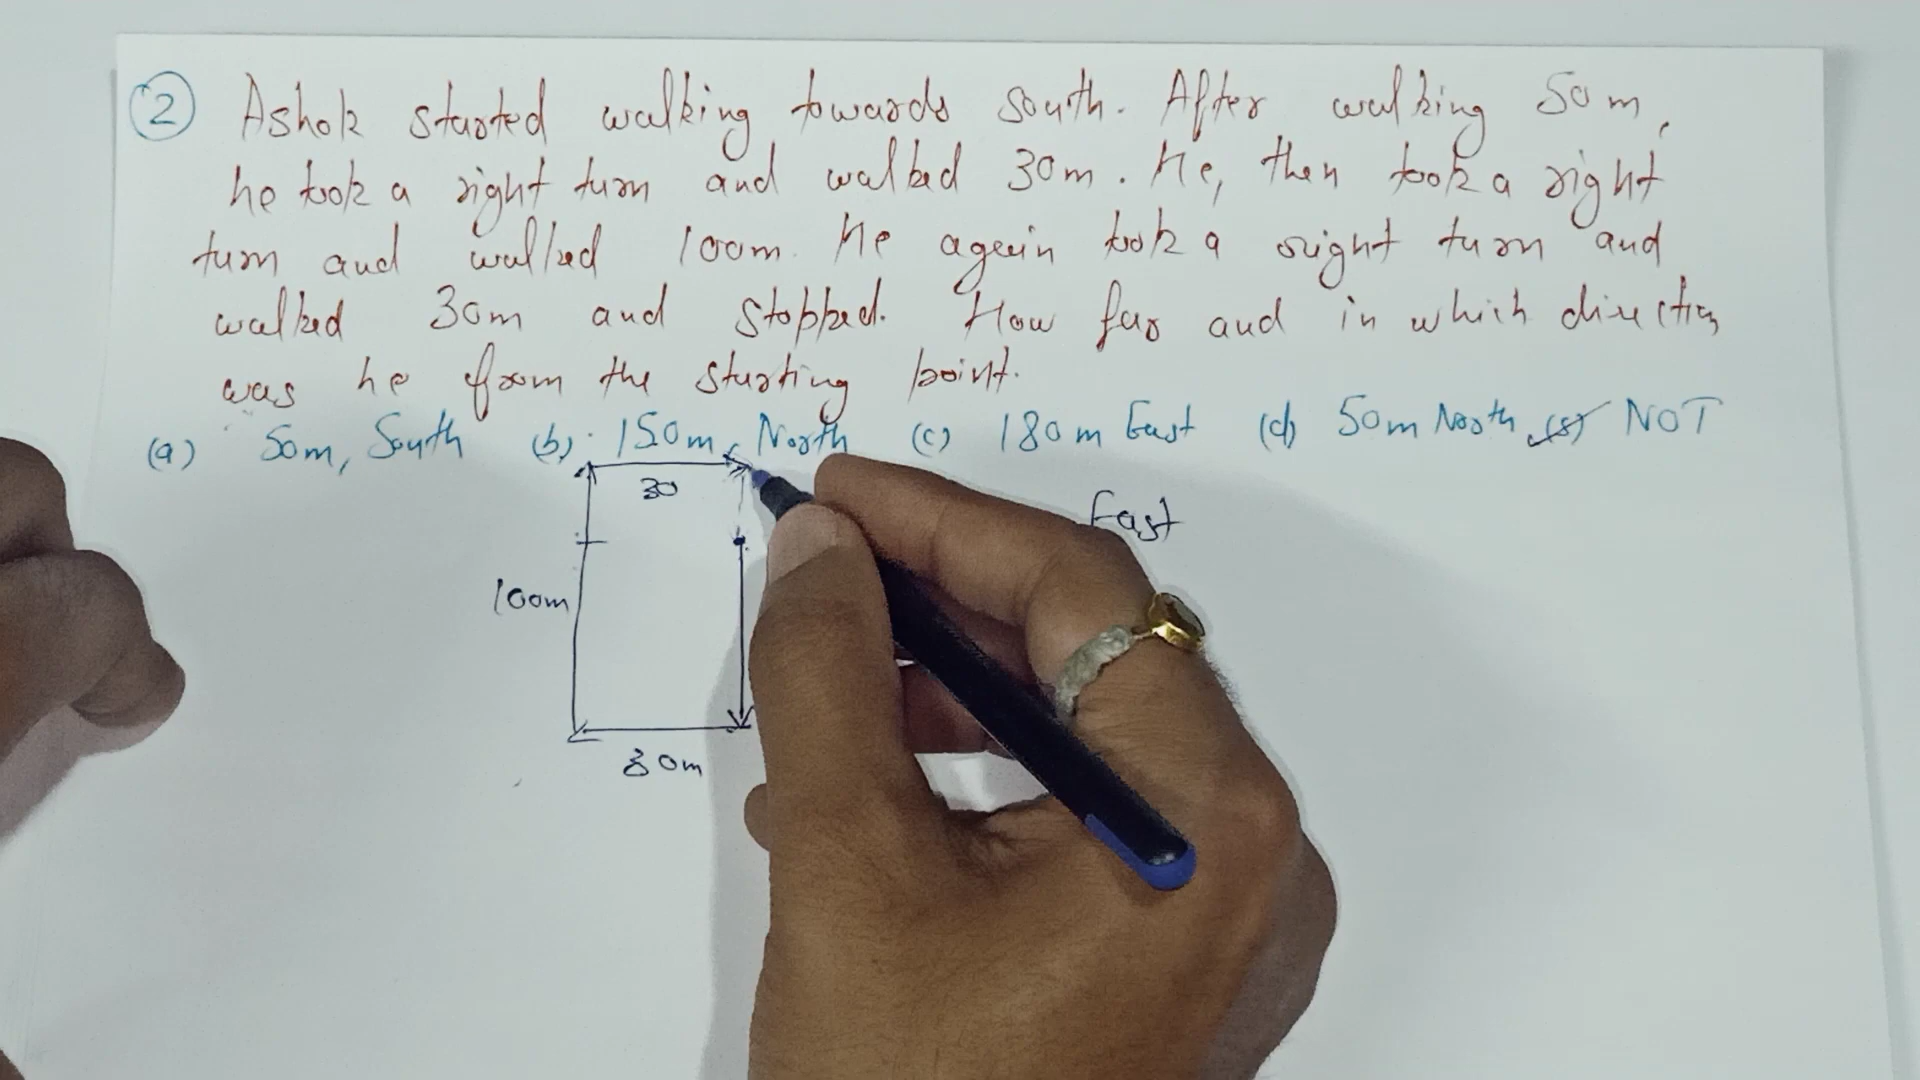 2 Ashok started walking towards south. After walking 50 m,
he took a right turn and walked 30m. He, then took a right
turn and walked 100m. He again took a right turn and
walked 30m and stopped. How far and in which direction
was he from the starting point.
(a) 50m, South (b) 150m, North (c) 180m East (d) 50m North NOT
30
East
100m
30m